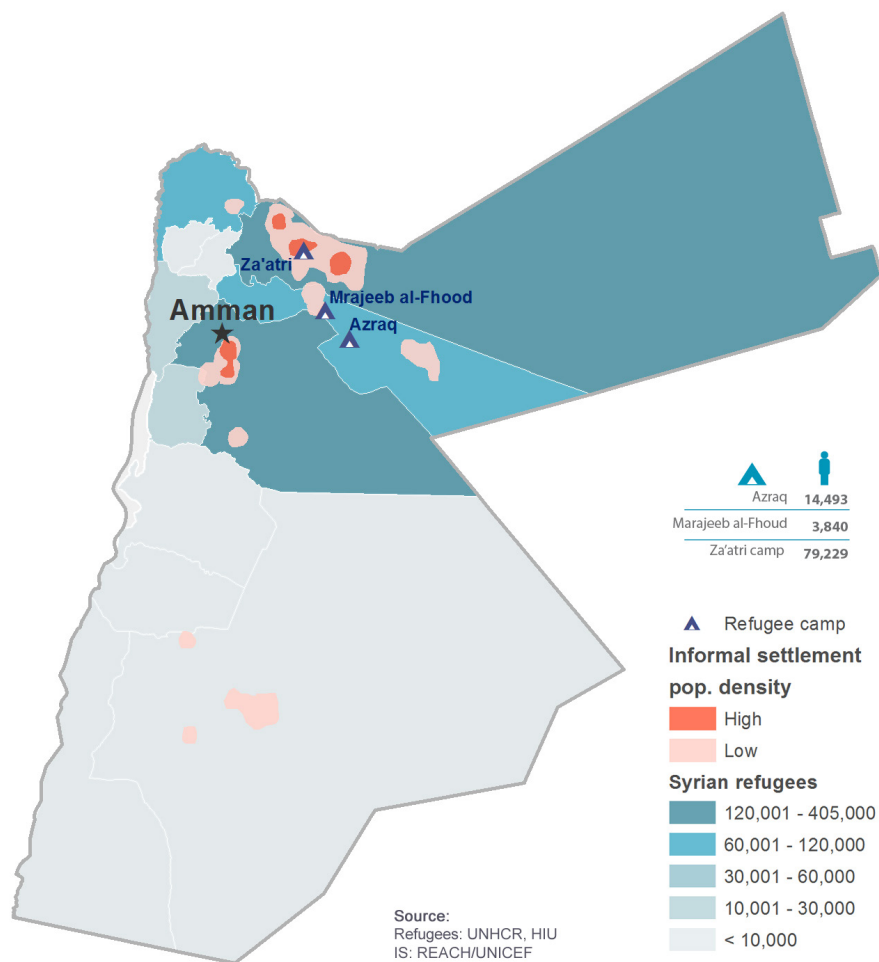 Za'atri
Mrajeeb al-Fhood
Amman
Azraq
Azraq 14,493
Marajeeb al-Fhoud 3,840
Za'atri camp 79,229
Refugee camp
Informal settlement
pop. density
High
Low
Syrian refugees
120,001 - 405,000
60,001 - 120,000
30,001 - 60,000
10,001 - 30,000
< 10,000
Source:
Refugees: UNHCR, HIU
IS: REACH/UNICEF